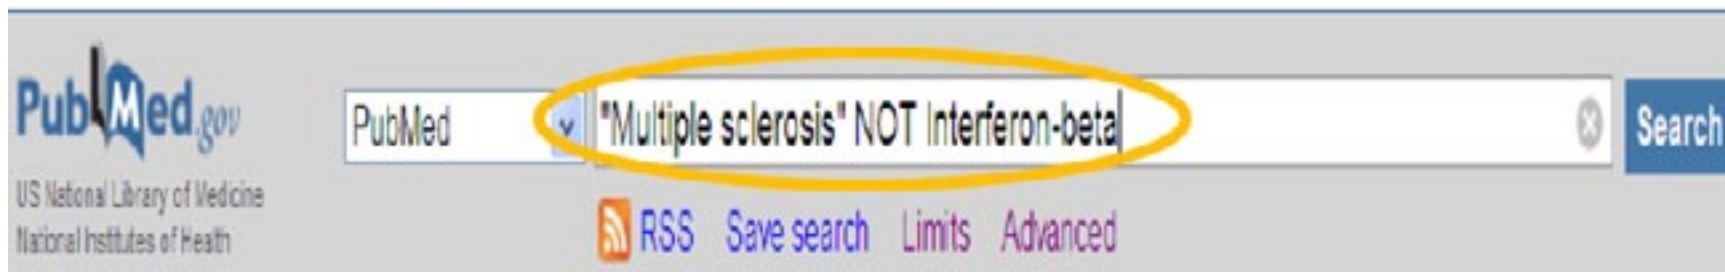 PubMed.gov
US National Library of Medicine
National Institutes of Health
PubMed
"Multiple sclerosis" NOT Interferon-beta
Search
RSS Save search Limits Advanced